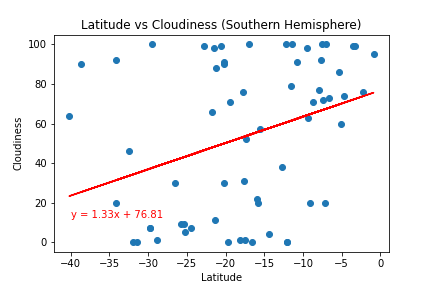 Latitude vs Cloudiness (Southern Hemisphere)
100
80
60
40
20
0
Cloudiness
y = 1.33x + 76.81
−40 −35 −30 −25 −20 −15 −10 −5 0
Latitude